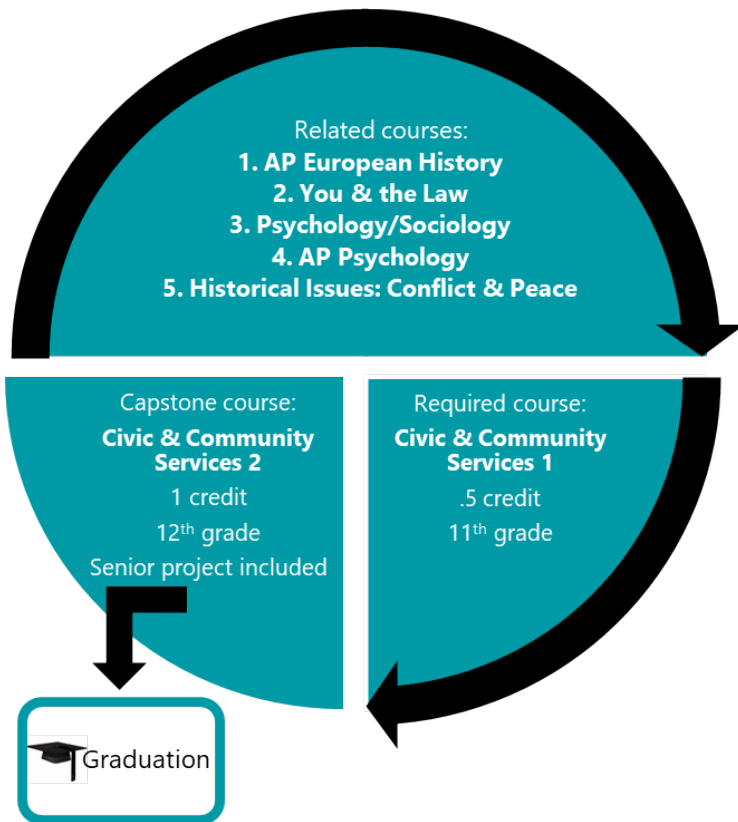 Related courses:
1. AP European History
2. You & the Law
3. Psychology/Sociology
4. AP Psychology
5. Historical Issues: Conflict & Peace
Capstone course:
Civic & Community
Services 2
1 credit
12th grade
Senior project included
Required course:
Civic & Community
Services 1
.5 credit
11th grade
Graduation